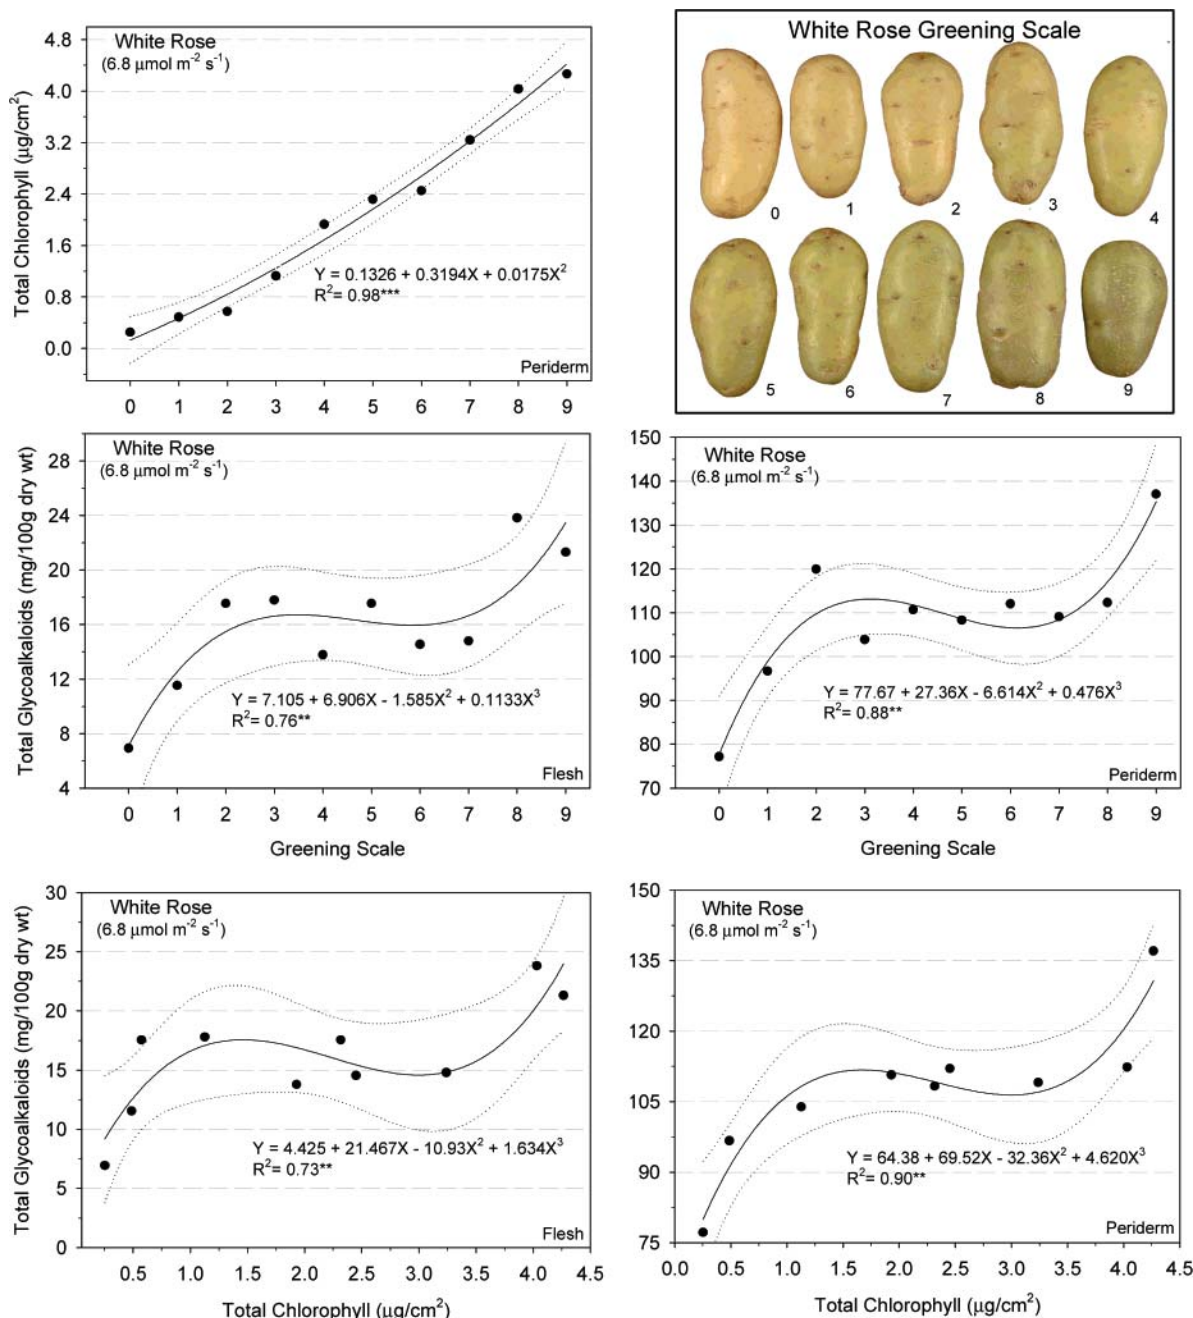 White Rose
(6.8 μmol m⁻² s⁻¹)
Total Chlorophyll (μg/cm²)
4.8
4.0
3.2
2.4
1.6
0.8
0.0
Y = 0.1326 + 0.3194X + 0.0175X²
R²= 0.98***
Periderm
0 1 2 3 4 5 6 7 8 9
White Rose Greening Scale
0 1 2 3 4
5 6 7 8 9
White Rose
(6.8 μmol m⁻² s⁻¹)
Total Glycoalkaloids (mg/100g dry wt)
28
24
20
16
12
8
4
Y = 7.105 + 6.906X - 1.585X² + 0.1133X³
R²= 0.76**
Flesh
0 1 2 3 4 5 6 7 8 9
Greening Scale
White Rose
(6.8 μmol m⁻² s⁻¹)
150
140
130
120
110
100
90
80
70
Y = 77.67 + 27.36X - 6.614X² + 0.476X³
R²= 0.88**
Periderm
0 1 2 3 4 5 6 7 8 9
Greening Scale
White Rose
(6.8 μmol m⁻² s⁻¹)
Total Glycoalkaloids (mg/100g dry wt)
30
25
20
15
10
5
0
Y = 4.425 + 21.467X - 10.93X² + 1.634X³
R²= 0.73**
Flesh
0.5 1.0 1.5 2.0 2.5 3.0 3.5 4.0 4.5
Total Chlorophyll (μg/cm²)
White Rose
(6.8 μmol m⁻² s⁻¹)
150
135
120
105
90
75
Y = 64.38 + 69.52X - 32.36X² + 4.620X³
R²= 0.90**
Periderm
0.0 0.5 1.0 1.5 2.0 2.5 3.0 3.5 4.0 4.5
Total Chlorophyll (μg/cm²)